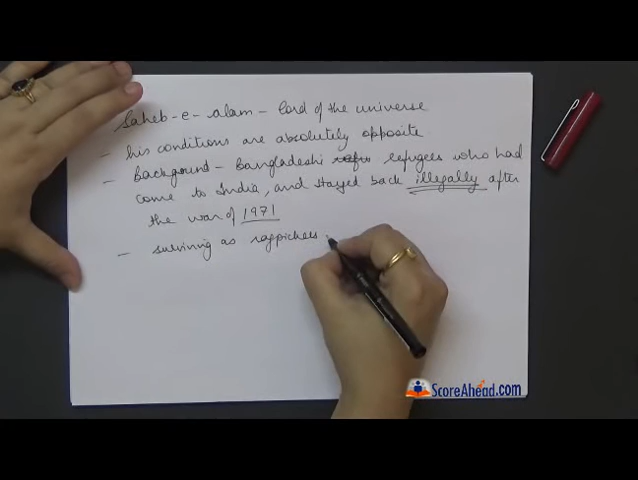 Saheb-e-alam - lord of the universe
- his conditions are absolutely opposite
- Background - Bangladeshi refugees who had
come to India, and stayed back illegally after
the war of 1971
- surviving as ragpickers
ScoreAhead.com